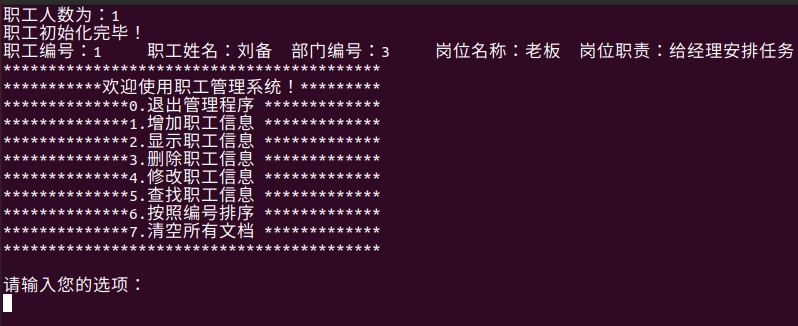 职工人数为：1
职工初始化完毕！
职工编号：1 职工姓名：刘备 部门编号：3 岗位名称：老板 岗位职责：给经理安排任务
******************************************
***********欢迎使用职工管理系统！*********
**************0.退出管理程序 *************
**************1.增加职工信息 *************
**************2.显示职工信息 *************
**************3.删除职工信息 *************
**************4.修改职工信息 *************
**************5.查找职工信息 *************
**************6.按照编号排序 *************
**************7.清空所有文档 *************
******************************************
请输入您的选项：